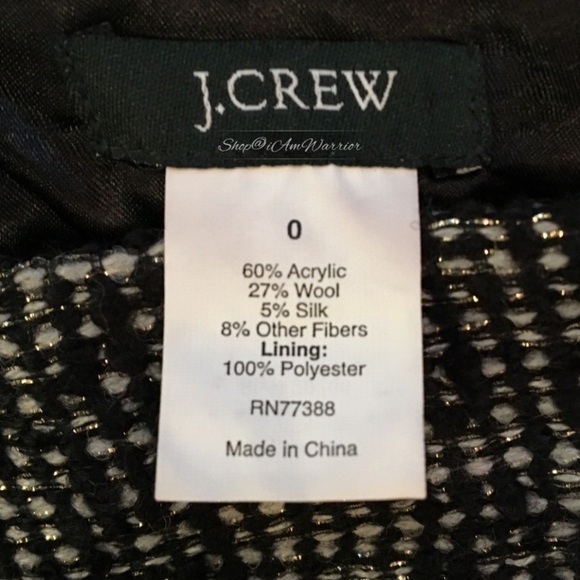 J.CREW
Shop@iAmWarrior
0
60% Acrylic
27% Wool
5% Silk
8% Other Fibers
Lining:
100% Polyester
RN77388
Made in China